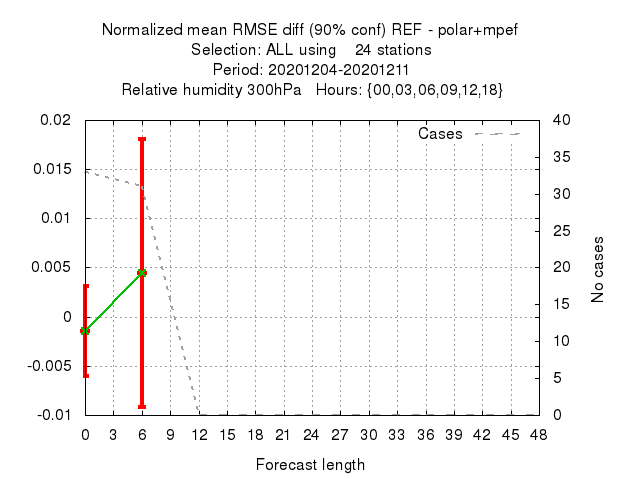 Normalized mean RMSE diff (90% conf) REF - polar+mpef
Selection: ALL using 24 stations
Period: 20201204-20201211
Relative humidity 300hPa Hours: {00,03,06,09,12,18}
Cases
0.02
0.015
0.01
0.005
0
-0.005
-0.01
40
35
30
25
20
15
10
5
0
No cases
0 3 6 9 12 15 18 21 24 27 30 33 36 39 42 45 48
Forecast length